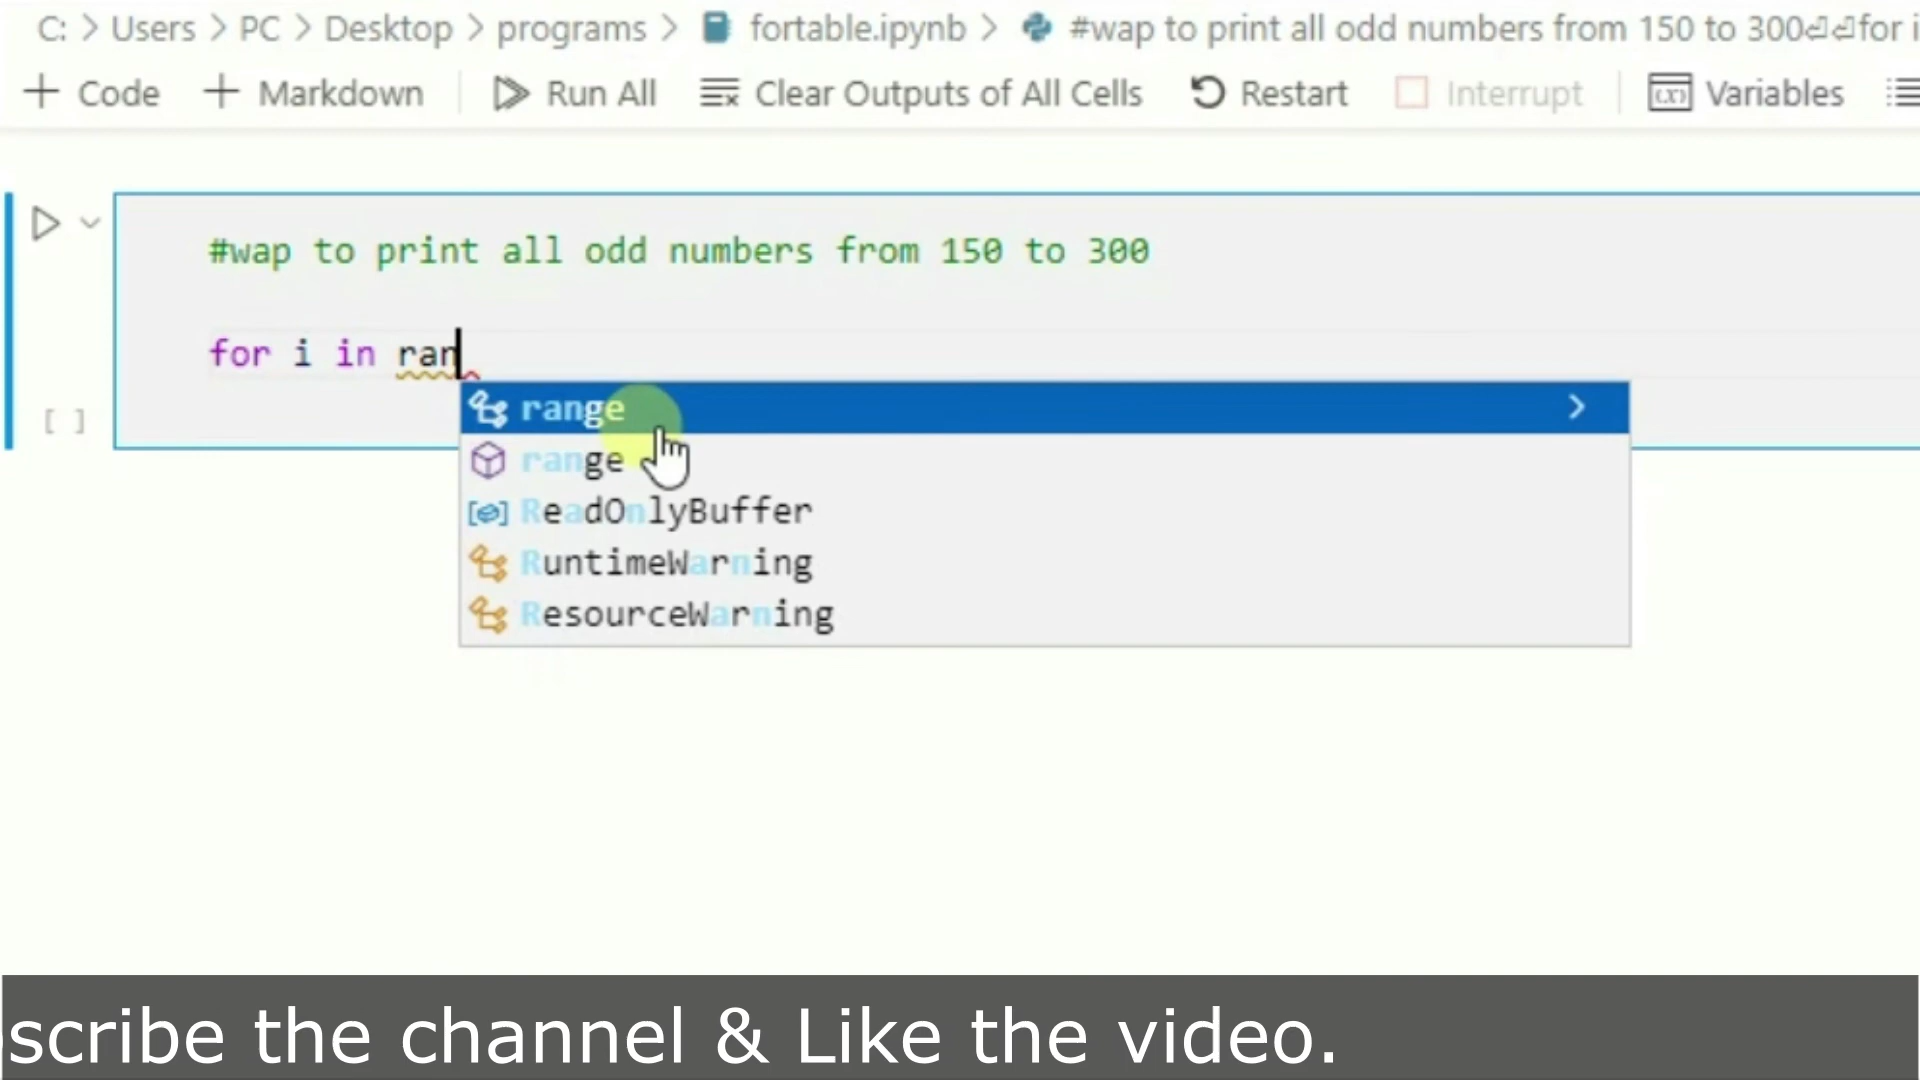 C: > Users > PC > Desktop > programs > fortable.ipynb > #wap to print all odd numbers from 150 to 300⏎⏎for i
+ Code + Markdown Run All Clear Outputs of All Cells Restart Interrupt (x) Variables
#wap to print all odd numbers from 150 to 300
for i in ran
[ ]
range >
range
ReadOnlyBuffer
RuntimeWarning
ResourceWarning
scribe the channel & Like the video.